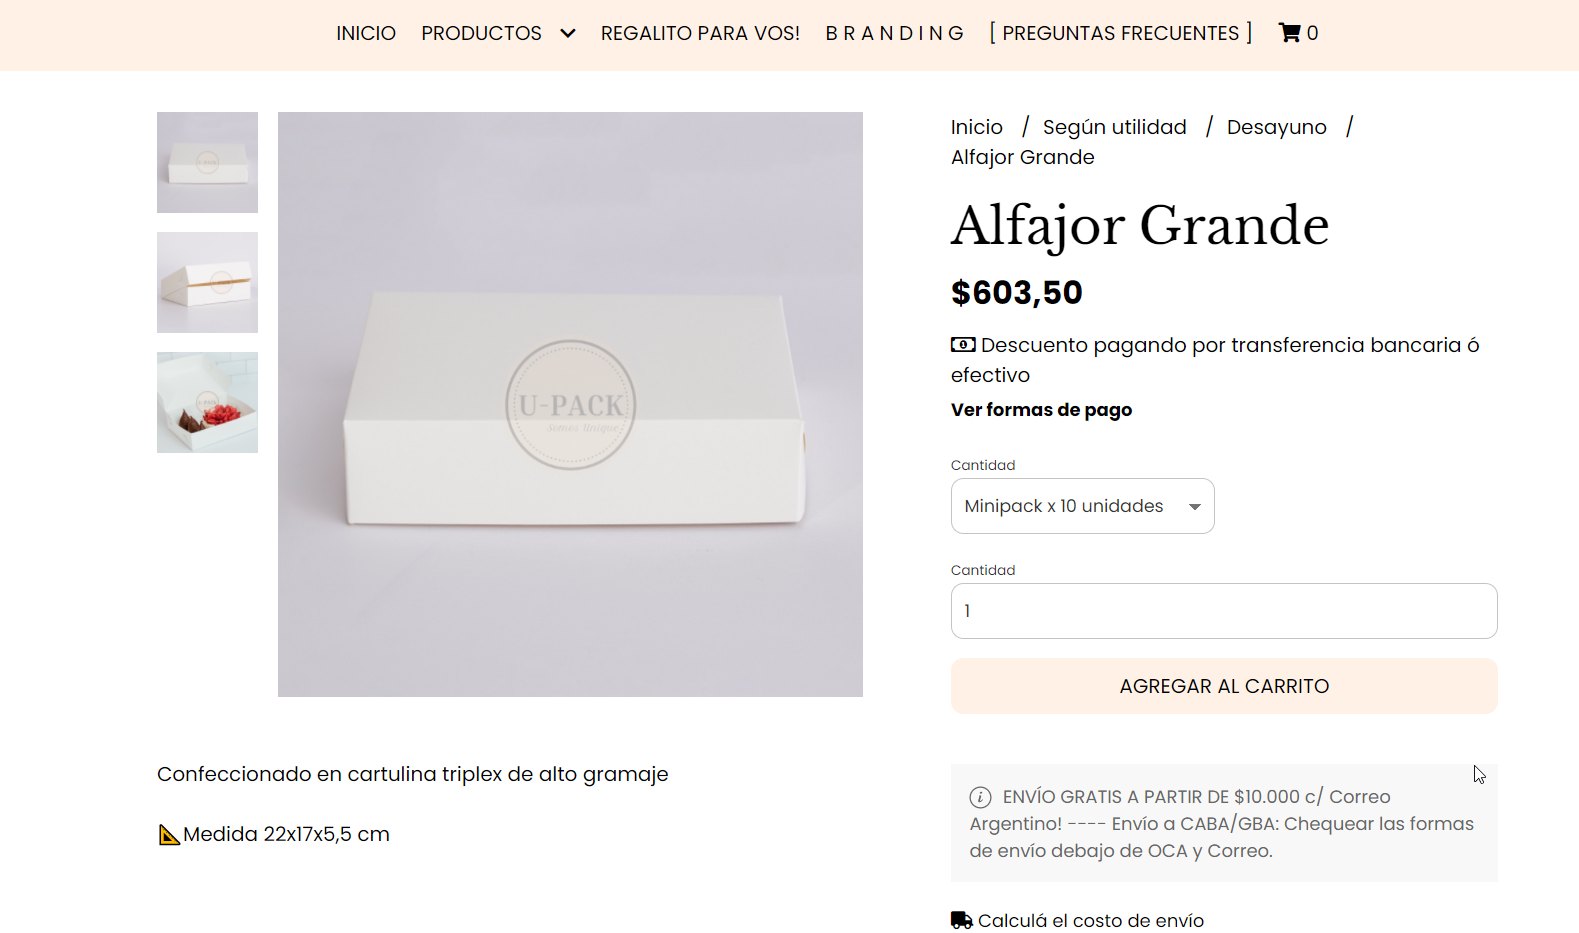 INICIO PRODUCTOS REGALITO PARA VOS! B R A N D I N G [ PREGUNTAS FRECUENTES ] 0
U-PACK
Somos Unique
Inicio / Según utilidad / Desayuno /
Alfajor Grande
Alfajor Grande
$603,50
Descuento pagando por transferencia bancaria ó
efectivo
Ver formas de pago
Cantidad
Minipack x 10 unidades
Cantidad
1
AGREGAR AL CARRITO
ENVÍO GRATIS A PARTIR DE $10.000 c/ Correo
Argentino! ---- Envío a CABA/GBA: Chequear las formas
de envío debajo de OCA y Correo.
Calculá el costo de envío
Confeccionado en cartulina triplex de alto gramaje
Medida 22x17x5,5 cm